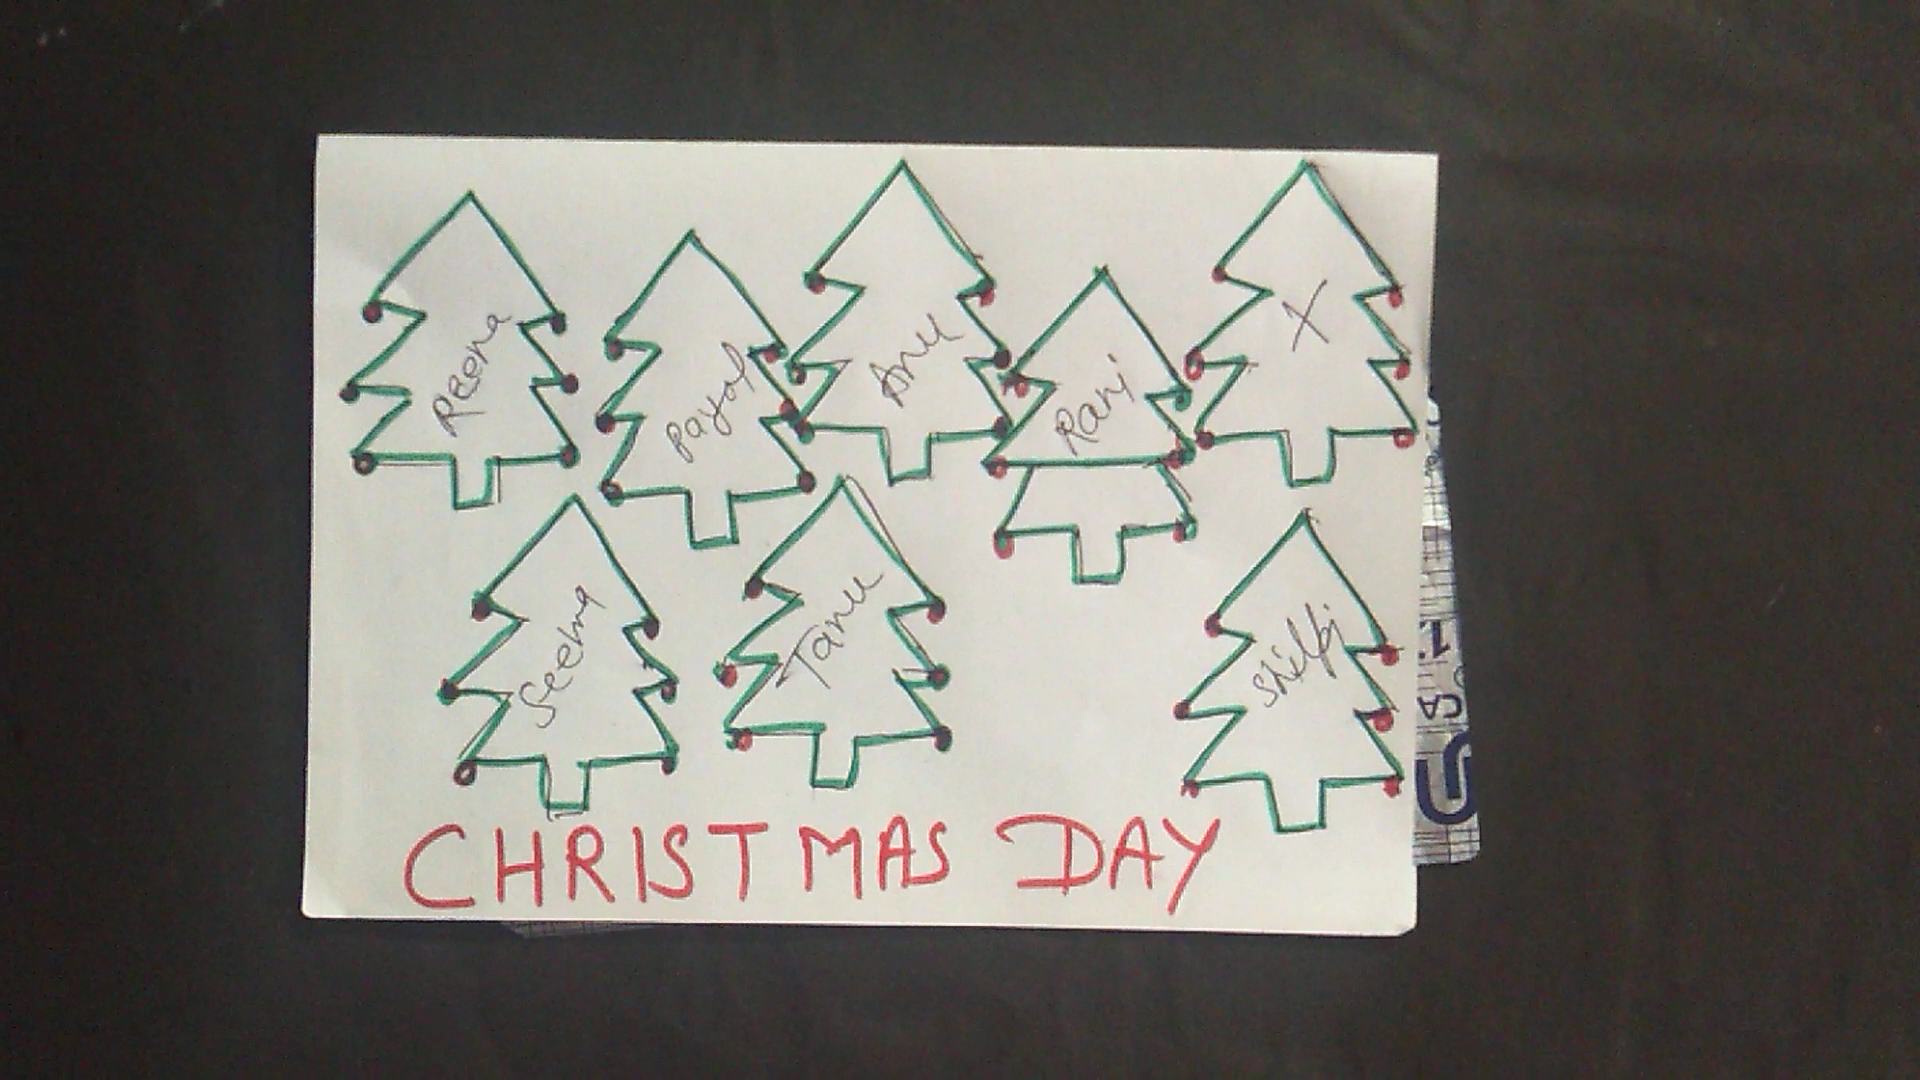 Reena
Payal
Anu
Rani
X
Seema
Tanu
Shilpi
CHRISTMAS DAY